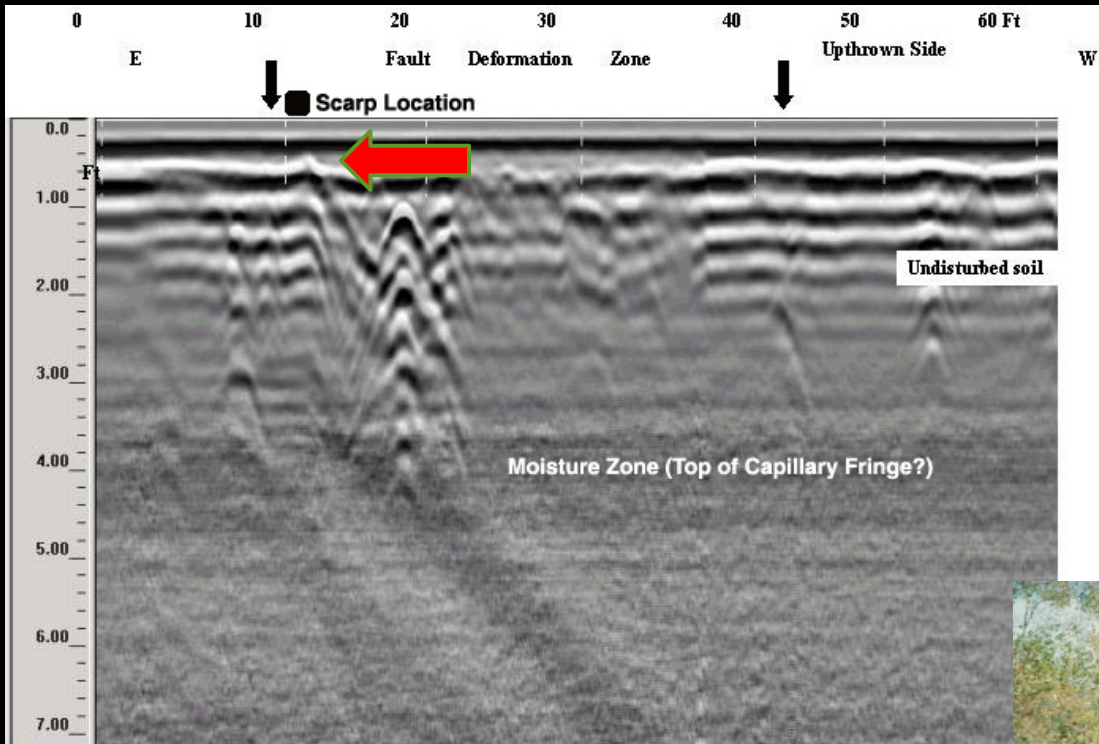 0 10 20 30 40 50 60 Ft
E Fault Deformation Zone Upthrown Side W
Scarp Location
0.0
Ft
1.00
Undisturbed soil
2.00
3.00
4.00
Moisture Zone (Top of Capillary Fringe?)
5.00
6.00
7.00